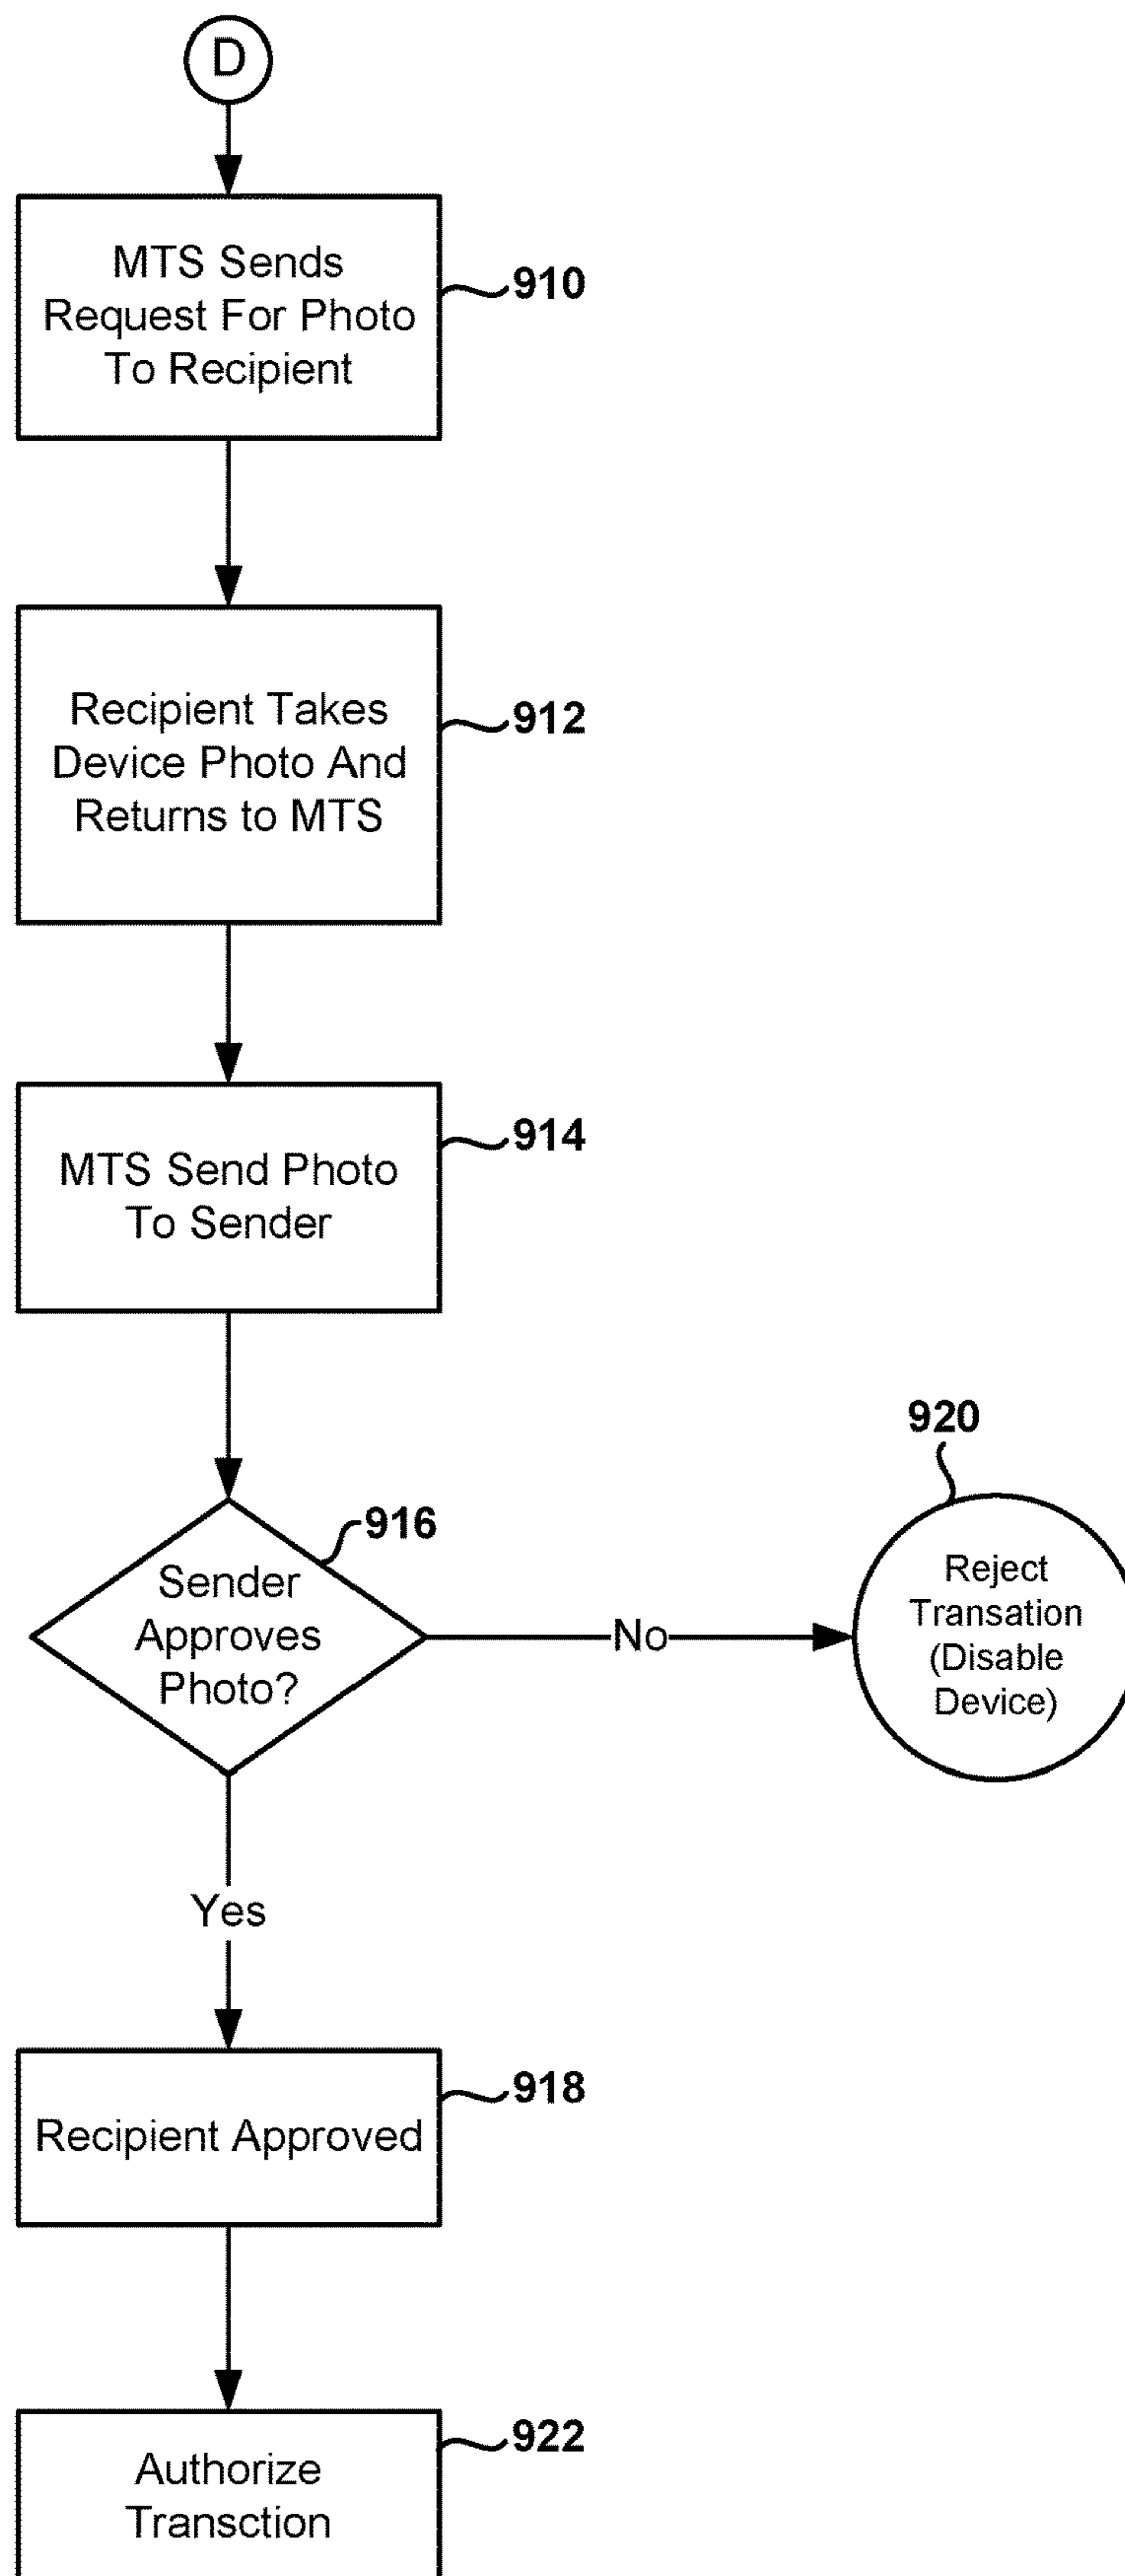 D
MTS Sends
Request For Photo
To Recipient
910
Recipient Takes
Device Photo And
Returns to MTS
912
MTS Send Photo
To Sender
914
916
Sender
Approves
Photo?
No
920
Reject
Transation
(Disable
Device)
Yes
Recipient Approved
918
Authorize
Transction
922